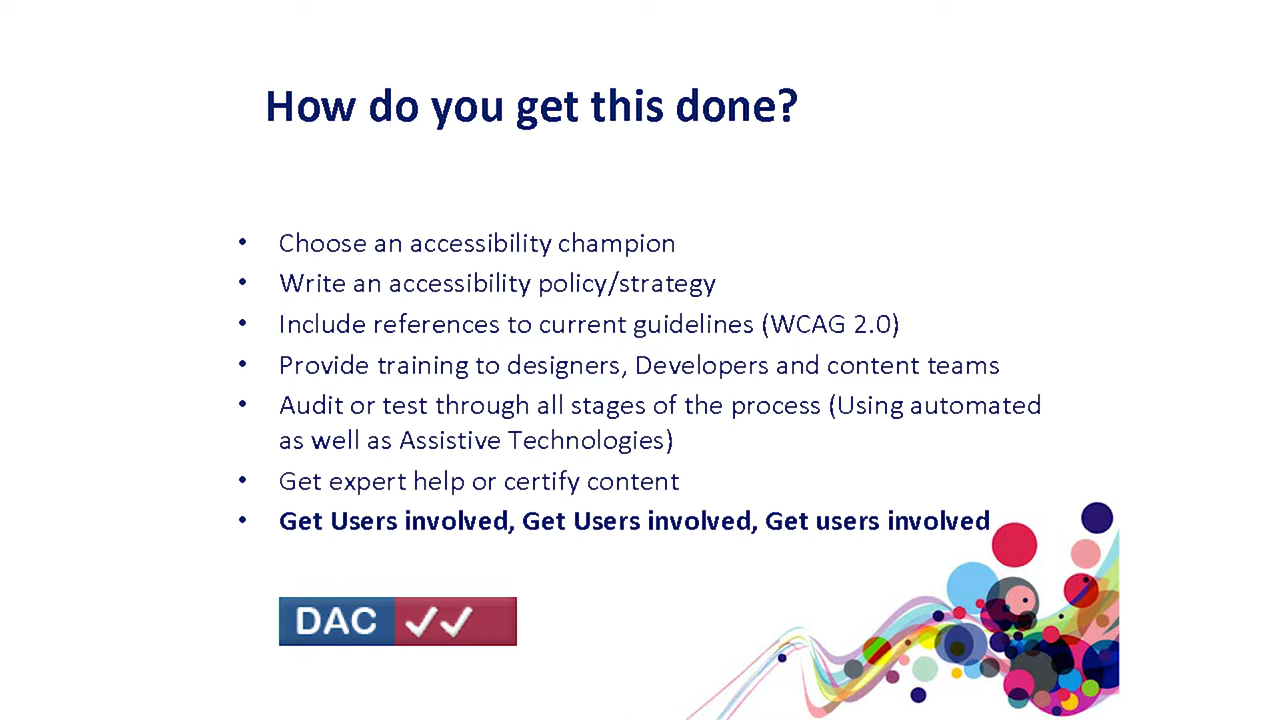 How do you get this done?
• Choose an accessibility champion
• Write an accessibility policy/strategy
• Include references to current guidelines (WCAG 2.0)
• Provide training to designers, Developers and content teams
• Audit or test through all stages of the process (Using automated
as well as Assistive Technologies)
• Get expert help or certify content
• Get Users involved, Get Users involved, Get users involved
DAC ✓✓